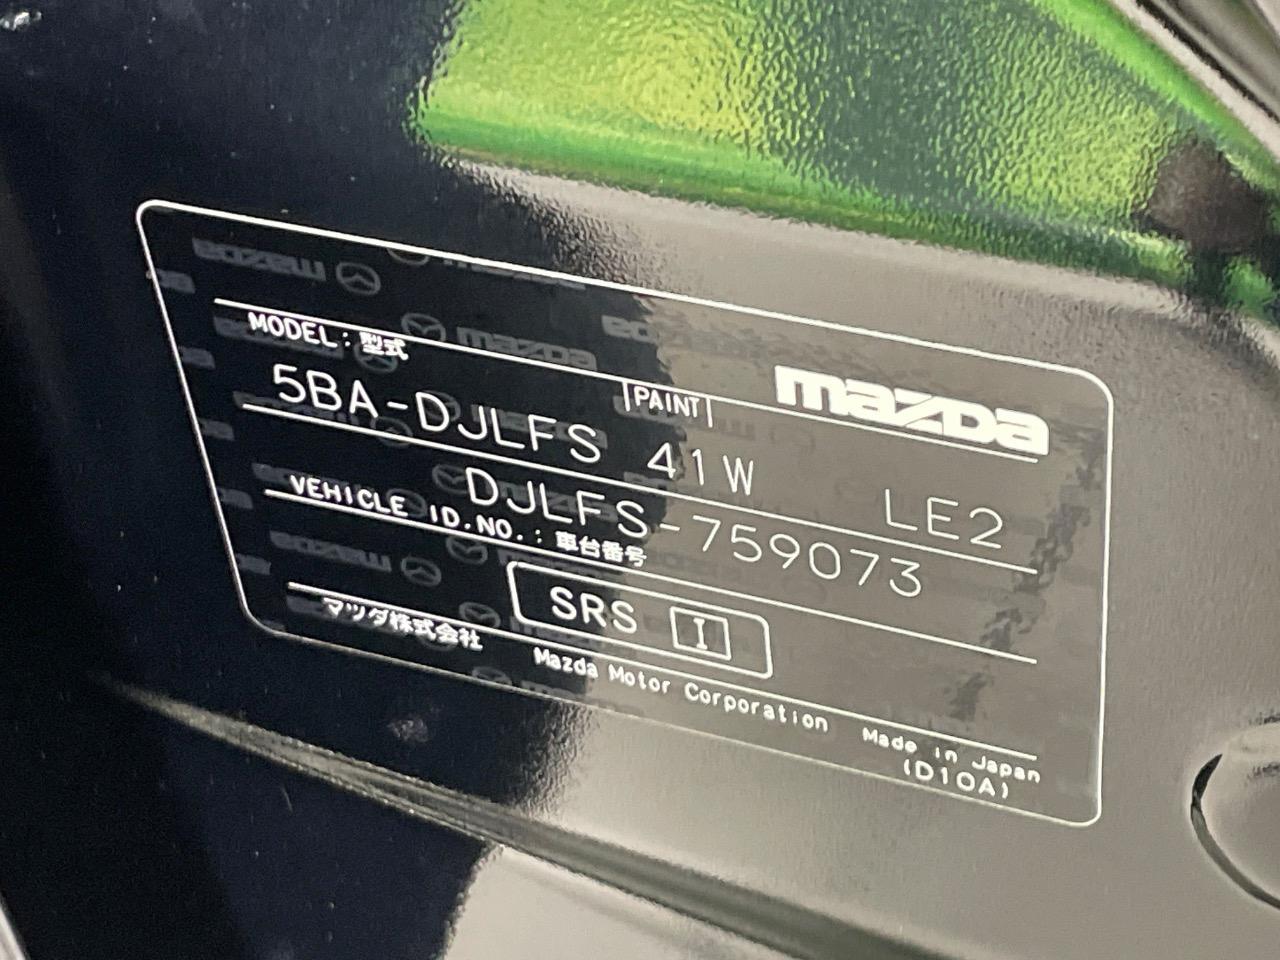 mazda
MODEL: 型式
PAINT
5BA-DJLFS 41W LE2
DJLFS-759073
VEHICLE ID.NO.: 車台番号
SRS I
マツダ株式会社 Mazda Motor Corporation Made in Japan
(D10A)